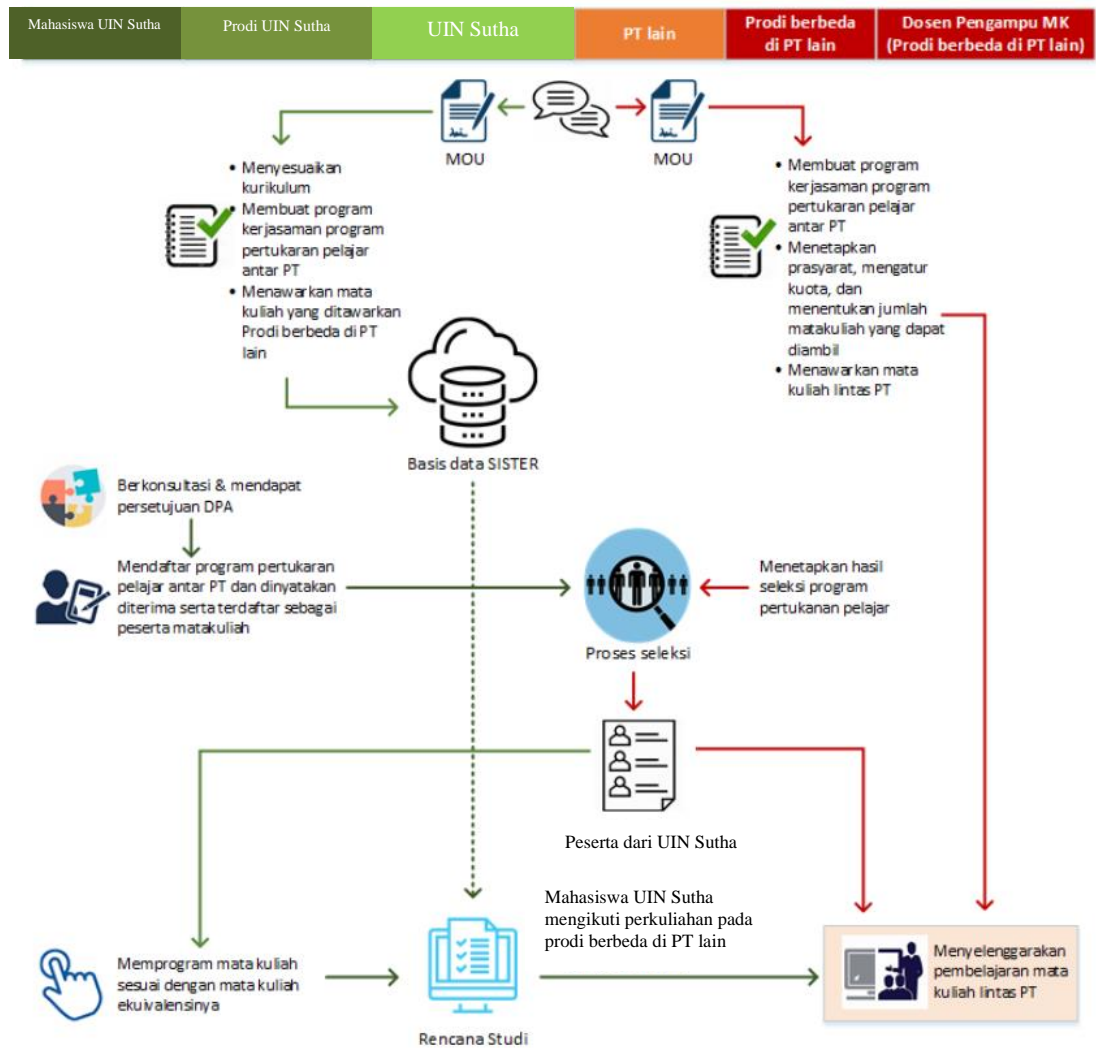 Mahasiswa UIN Sutha
Prodi UIN Sutha
UIN Sutha
PT lain
Prodi berbeda
di PT lain
Dosen Pengampu MK
(Prodi berbeda di PT lain)
MOU
MOU
• Menyesuaikan
kurikulum
• Membuat program
kerjasaman program
pertukaran pelajar
antar PT
• Menawarkan mata
kuliah yang ditawarkan
Prodi berbeda di PT
lain
• Membuat program
kerjasaman program
pertukaran pelajar
antar PT
• Menetapkan
prasyarat, mengatur
kuota, dan
menentukan jumlah
matakuliah yang dapat
diambil
• Menawarkan mata
kuliah lintas PT
Basis data SISTER
Berkonsultasi & mendapat
persetujuan DPA
Mendaftar program pertukaran
pelajar antar PT dan dinyatakan
diterima serta terdaftar sebagai
peserta matakuliah
Proses seleksi
Menetapkan hasil
seleksi program
pertukanan pelajar
Peserta dari UIN Sutha
Mahasiswa UIN Sutha
mengikuti perkuliahan pada
prodi berbeda di PT lain
Memprogram mata kuliah
sesuai dengan mata kuliah
ekuivalensinya
Rencana Studi
Menyelenggarakan
pembelajaran mata
kuliah lintas PT